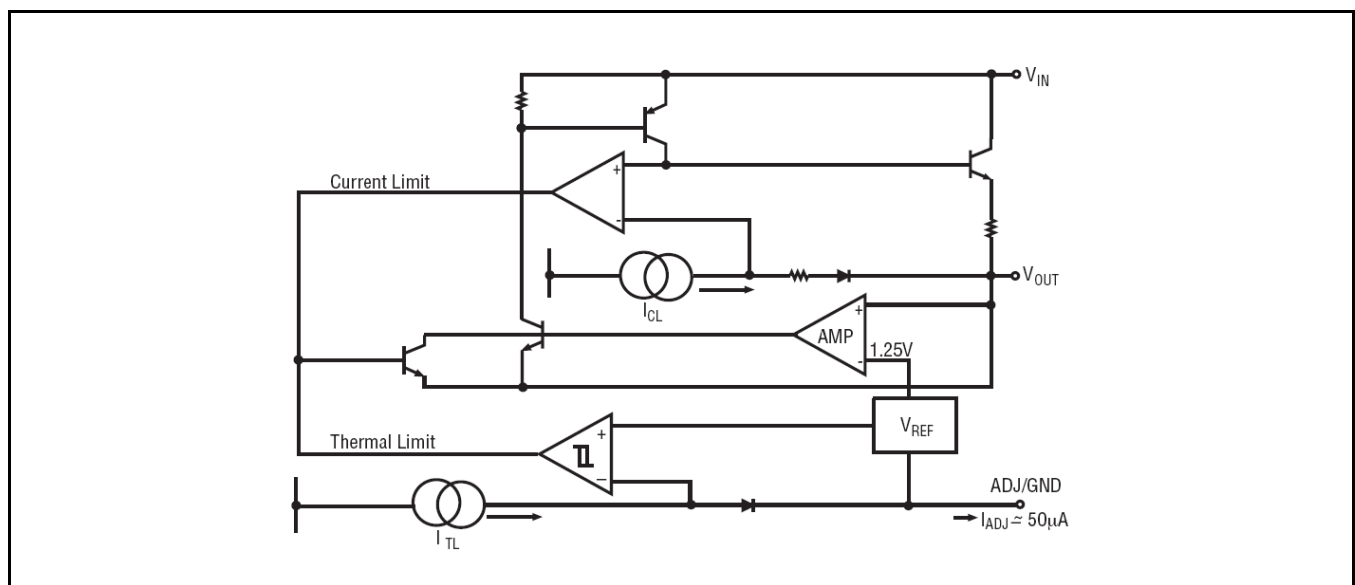 V_IN
+
Current Limit
-
V_OUT
I_CL
+
AMP
1.25V
-
V_REF
Thermal Limit
+
−
ADJ/GND
I_ADJ ≃ 50µA
I_TL